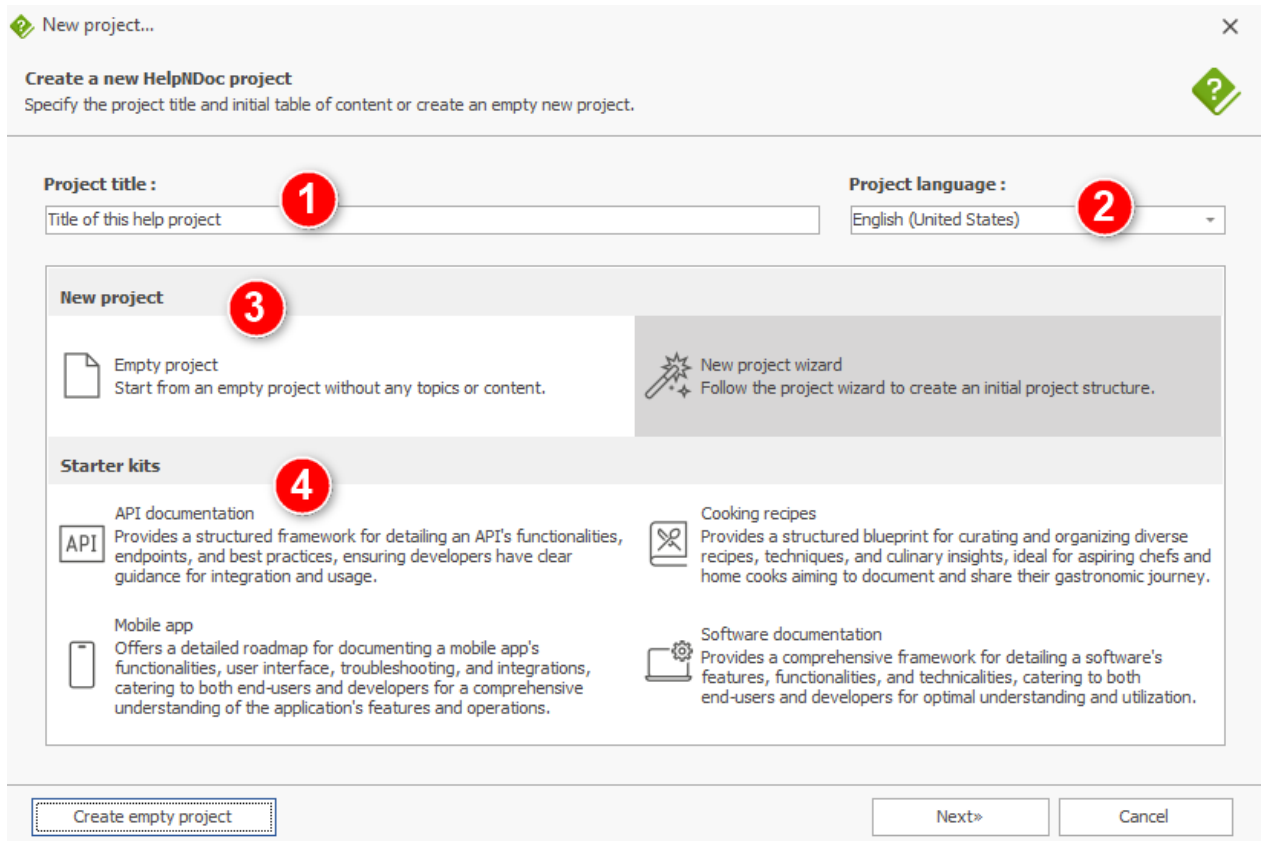 New project...
Create a new HelpNDoc project
Specify the project title and initial table of content or create an empty new project.
Project title :
1
Project language :
2
Title of this help project
English (United States)
New project
3
Empty project
Start from an empty project without any topics or content.
New project wizard
Follow the project wizard to create an initial project structure.
Starter kits
4
API
API documentation
Provides a structured framework for detailing an API's functionalities,
endpoints, and best practices, ensuring developers have clear
guidance for integration and usage.
Cooking recipes
Provides a structured blueprint for curating and organizing diverse
recipes, techniques, and culinary insights, ideal for aspiring chefs and
home cooks aiming to document and share their gastronomic journey.
Mobile app
Offers a detailed roadmap for documenting a mobile app's
functionalities, user interface, troubleshooting, and integrations,
catering to both end-users and developers for a comprehensive
understanding of the application's features and operations.
Software documentation
Provides a comprehensive framework for detailing a software's
features, functionalities, and technicalities, catering to both
end-users and developers for optimal understanding and utilization.
Create empty project
Next»
Cancel